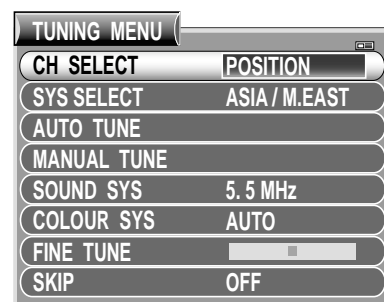 TUNING MENU
CH SELECT POSITION
SYS SELECT ASIA / M.EAST
AUTO TUNE
MANUAL TUNE
SOUND SYS 5. 5 MHz
COLOUR SYS AUTO
FINE TUNE
SKIP OFF